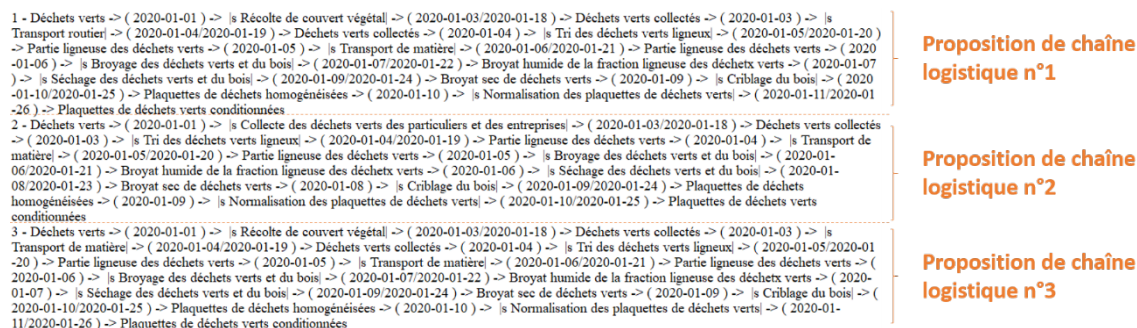 1 - Déchets verts -> ( 2020-01-01 ) -> |s Récolte de couvert végétal| -> ( 2020-01-03/2020-01-18 ) -> Déchets collectés -> ( 2020-01-03 ) -> |s
Transport routier| -> ( 2020-01-04/2020-01-19 ) -> Déchets collectés -> ( 2020-01-04 ) -> |s Tri des déchets verts ligneux| -> ( 2020-01-05/2020-01-20 )
-> Partie ligneuse des déchets verts -> ( 2020-01-05 ) -> |s Transport de matière| -> ( 2020-01-06/2020-01-21 ) -> Partie ligneuse des déchets verts -> ( 2020
-01-06 ) -> |s Broyage des déchets verts et du bois| -> ( 2020-01-07/2020-01-22 ) -> Broyat humide de la fraction ligneuse des déchetx verts -> ( 2020-01-07
) -> |s Séchage des déchets verts et du bois| -> ( 2020-01-09/2020-01-24 ) -> Broyat sec de déchets verts -> ( 2020-01-09 ) -> |s Criblage du bois| -> ( 2020
-01-10/2020-01-25 ) -> Plaquettes de déchets homogénéisées -> ( 2020-01-10 ) -> |s Normalisation des plaquettes de déchets verts| -> ( 2020-01-11/2020-01
-26 ) -> Plaquettes de déchets verts conditionnées
Proposition de chaîne
logistique n°1
2 - Déchets verts -> ( 2020-01-01 ) -> |s Collecte des déchets verts des particuliers et des entreprises| -> ( 2020-01-03/2020-01-18 ) -> Déchets collectés
-> ( 2020-01-03 ) -> |s Tri des déchets verts ligneux| -> ( 2020-01-04/2020-01-19 ) -> Partie ligneuse des déchets verts -> ( 2020-01-04 ) -> |s Transport de
matière| -> ( 2020-01-05/2020-01-20 ) -> Partie ligneuse des déchets verts -> ( 2020-01-05 ) -> |s Broyage des déchets verts et du bois| -> ( 2020-01-
06/2020-01-21 ) -> Broyat humide de la fraction ligneuse des déchetx verts -> ( 2020-01-06 ) -> |s Séchage des déchets verts et du bois| -> ( 2020-01-
08/2020-01-23 ) -> Broyat sec de déchets verts -> ( 2020-01-08 ) -> |s Criblage du bois| -> ( 2020-01-09/2020-01-24 ) -> Plaquettes de déchets
homogénéisées -> ( 2020-01-09 ) -> |s Normalisation des plaquettes de déchets verts| -> ( 2020-01-10/2020-01-25 ) -> Plaquettes de déchets verts
conditionnées
Proposition de chaîne
logistique n°2
3 - Déchets verts -> ( 2020-01-01 ) -> |s Récolte de couvert végétal| -> ( 2020-01-03/2020-01-18 ) -> Déchets collectés -> ( 2020-01-03 ) -> |s
Transport de matière| -> ( 2020-01-04/2020-01-19 ) -> Déchets collectés -> ( 2020-01-04 ) -> |s Tri des déchets verts ligneux| -> ( 2020-01-05/2020-01
-20 ) -> Partie ligneuse des déchets verts -> ( 2020-01-05 ) -> |s Transport de matière| -> ( 2020-01-06/2020-01-21 ) -> Partie ligneuse des déchets verts -> (
2020-01-06 ) -> |s Broyage des déchets verts et du bois| -> ( 2020-01-07/2020-01-22 ) -> Broyat humide de la fraction ligneuse des déchetx verts -> ( 2020-
01-07 ) -> |s Séchage des déchets verts et du bois| -> ( 2020-01-09/2020-01-24 ) -> Broyat sec de déchets verts -> ( 2020-01-09 ) -> |s Criblage du bois| -> (
2020-01-10/2020-01-25 ) -> Plaquettes de déchets homogénéisées -> ( 2020-01-10 ) -> |s Normalisation des plaquettes de déchets verts| -> ( 2020-01-
11/2020-01-26 ) -> Plaquettes de déchets verts conditionnées
Proposition de chaîne
logistique n°3